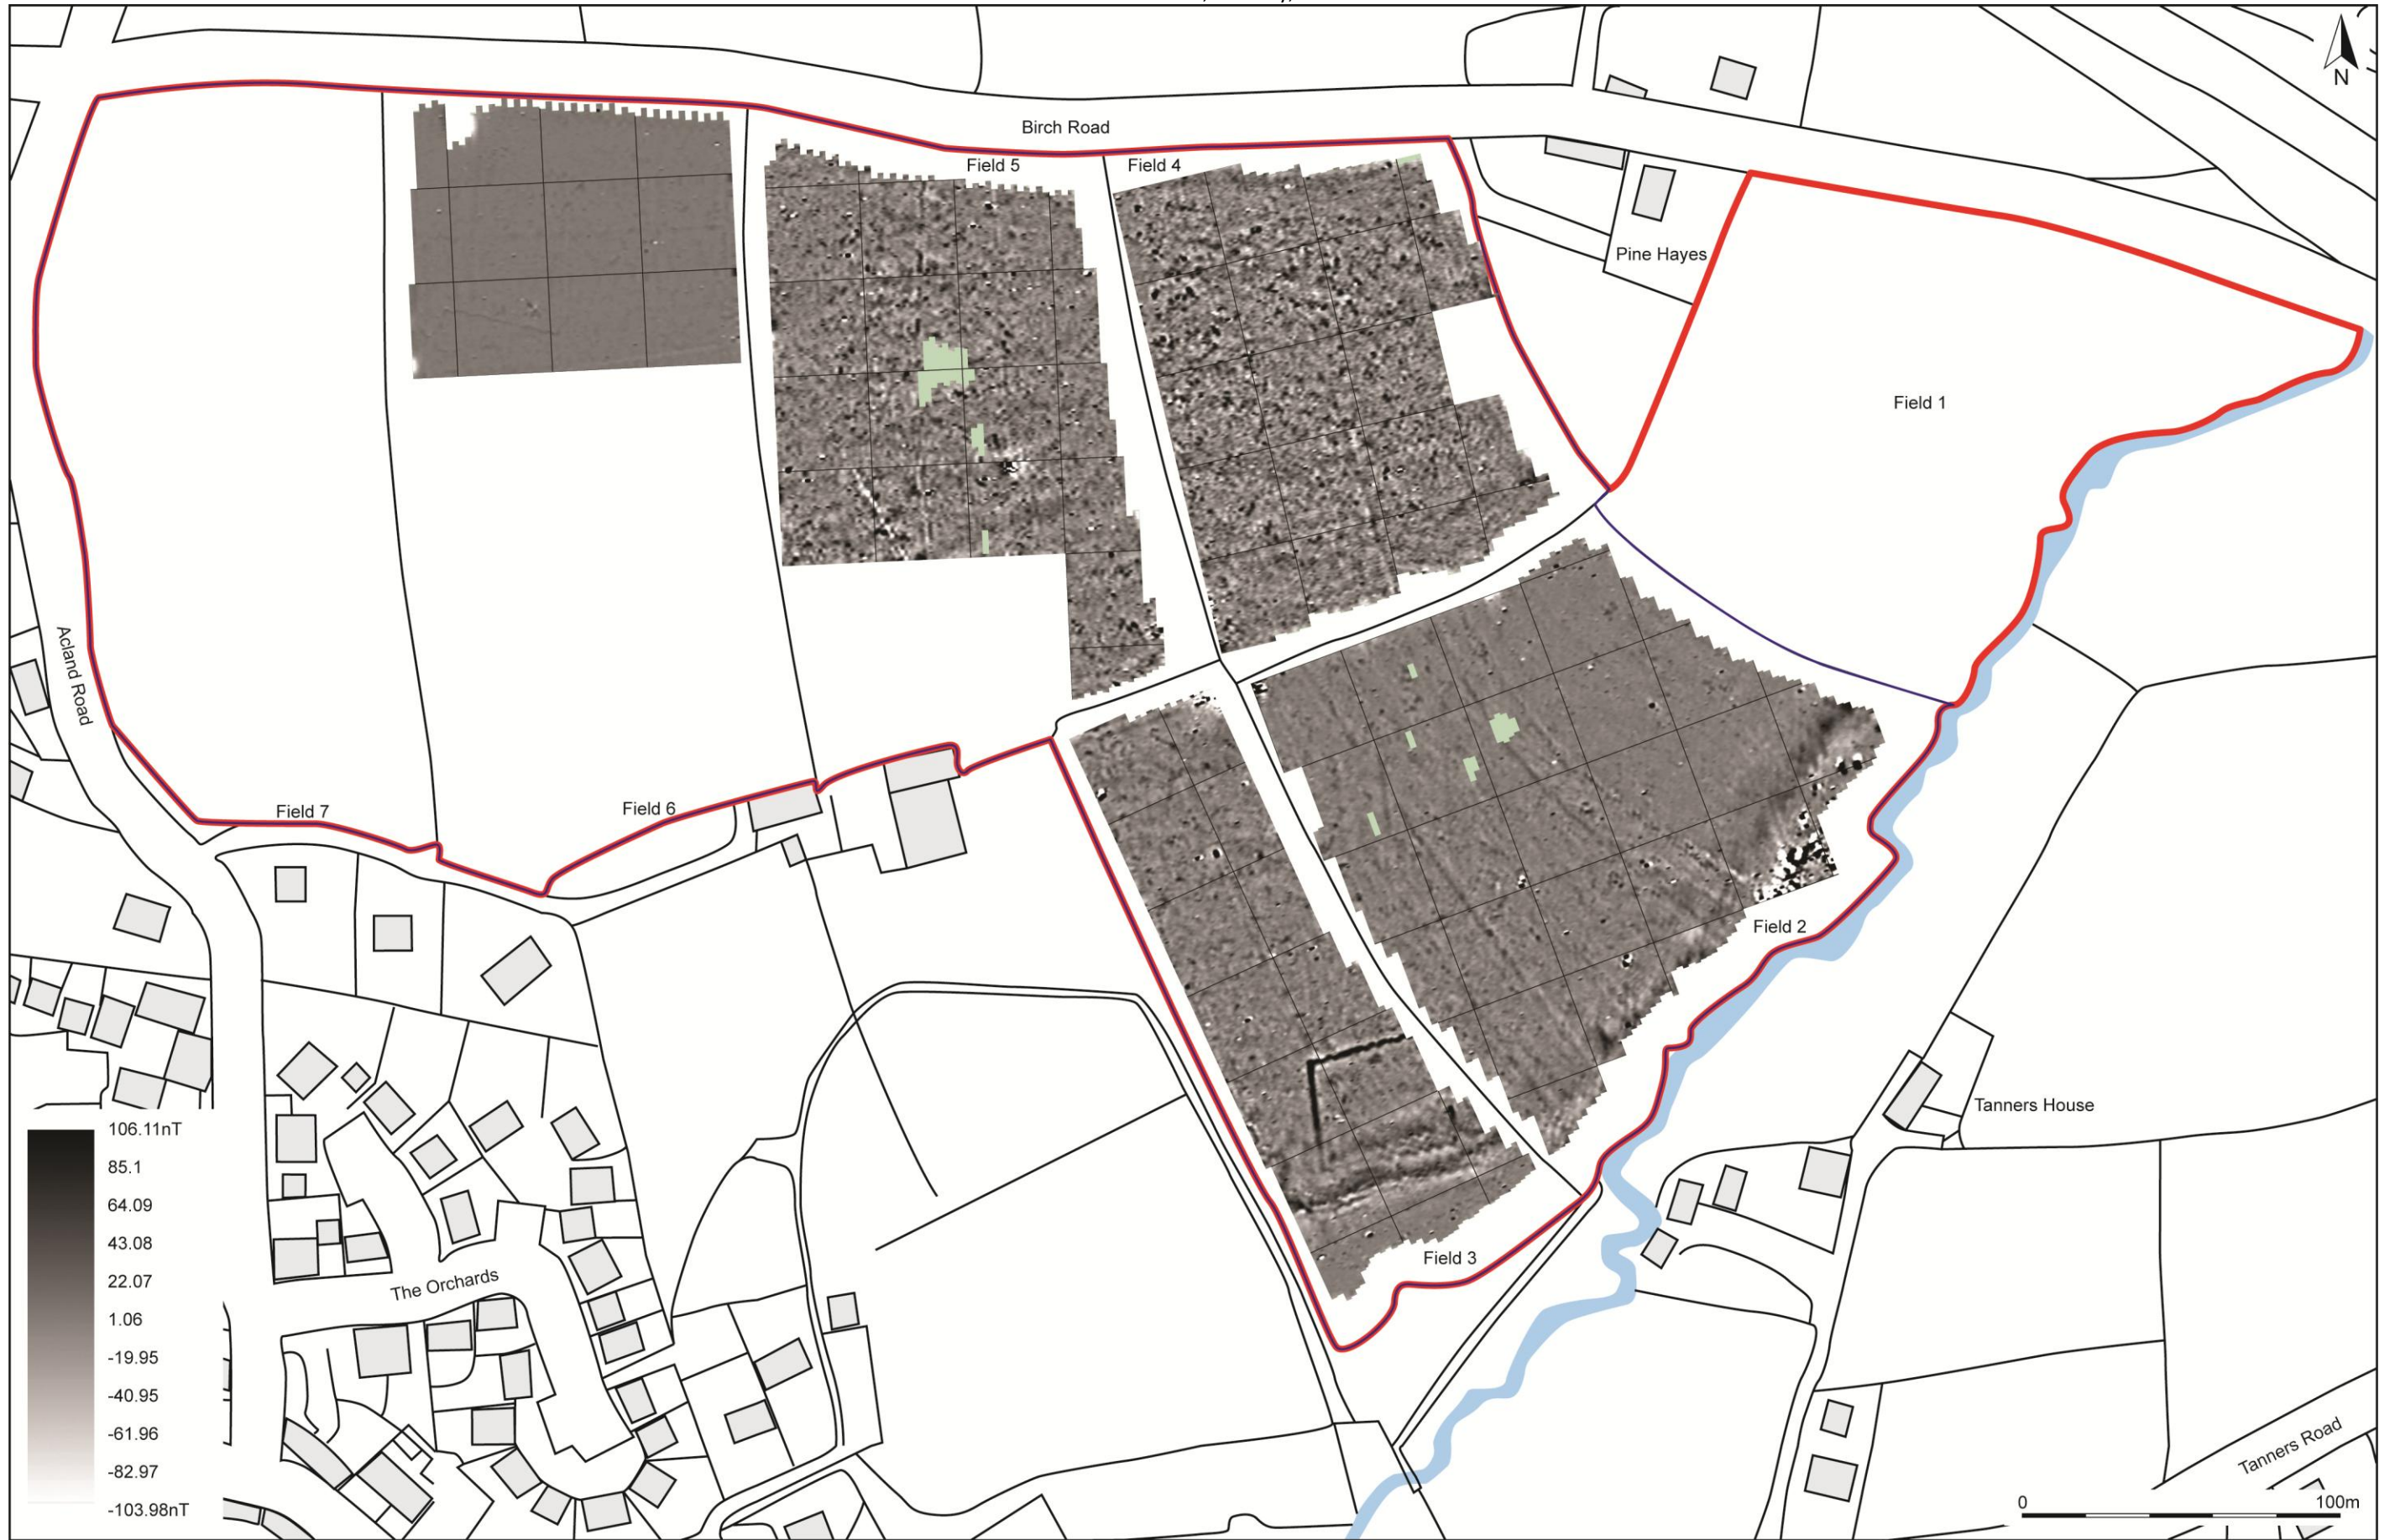 N
Birch Road
Field 5
Field 4
Pine Hayes
Field 1
Acland Road
Field 7
Field 6
Field 2
Tanners House
Field 3
The Orchards
106.11nT
85.1
64.09
43.08
22.07
1.06
-19.95
-40.95
-61.96
-82.97
-103.98nT
Tanners Road
0
100m